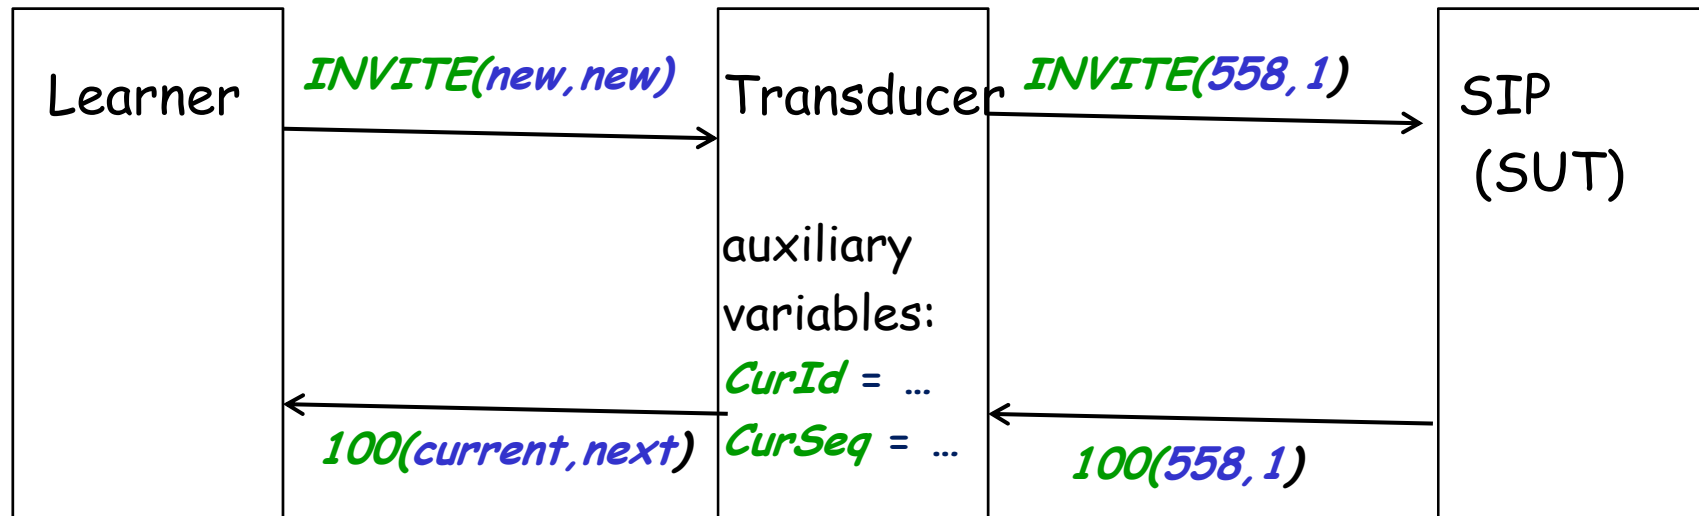 Learner
INVITE(new,new)
Transducer
INVITE(558,1)
SIP
(SUT)
auxiliary
variables:
CurId = ...
CurSeq = ...
100(current,next)
100(558,1)